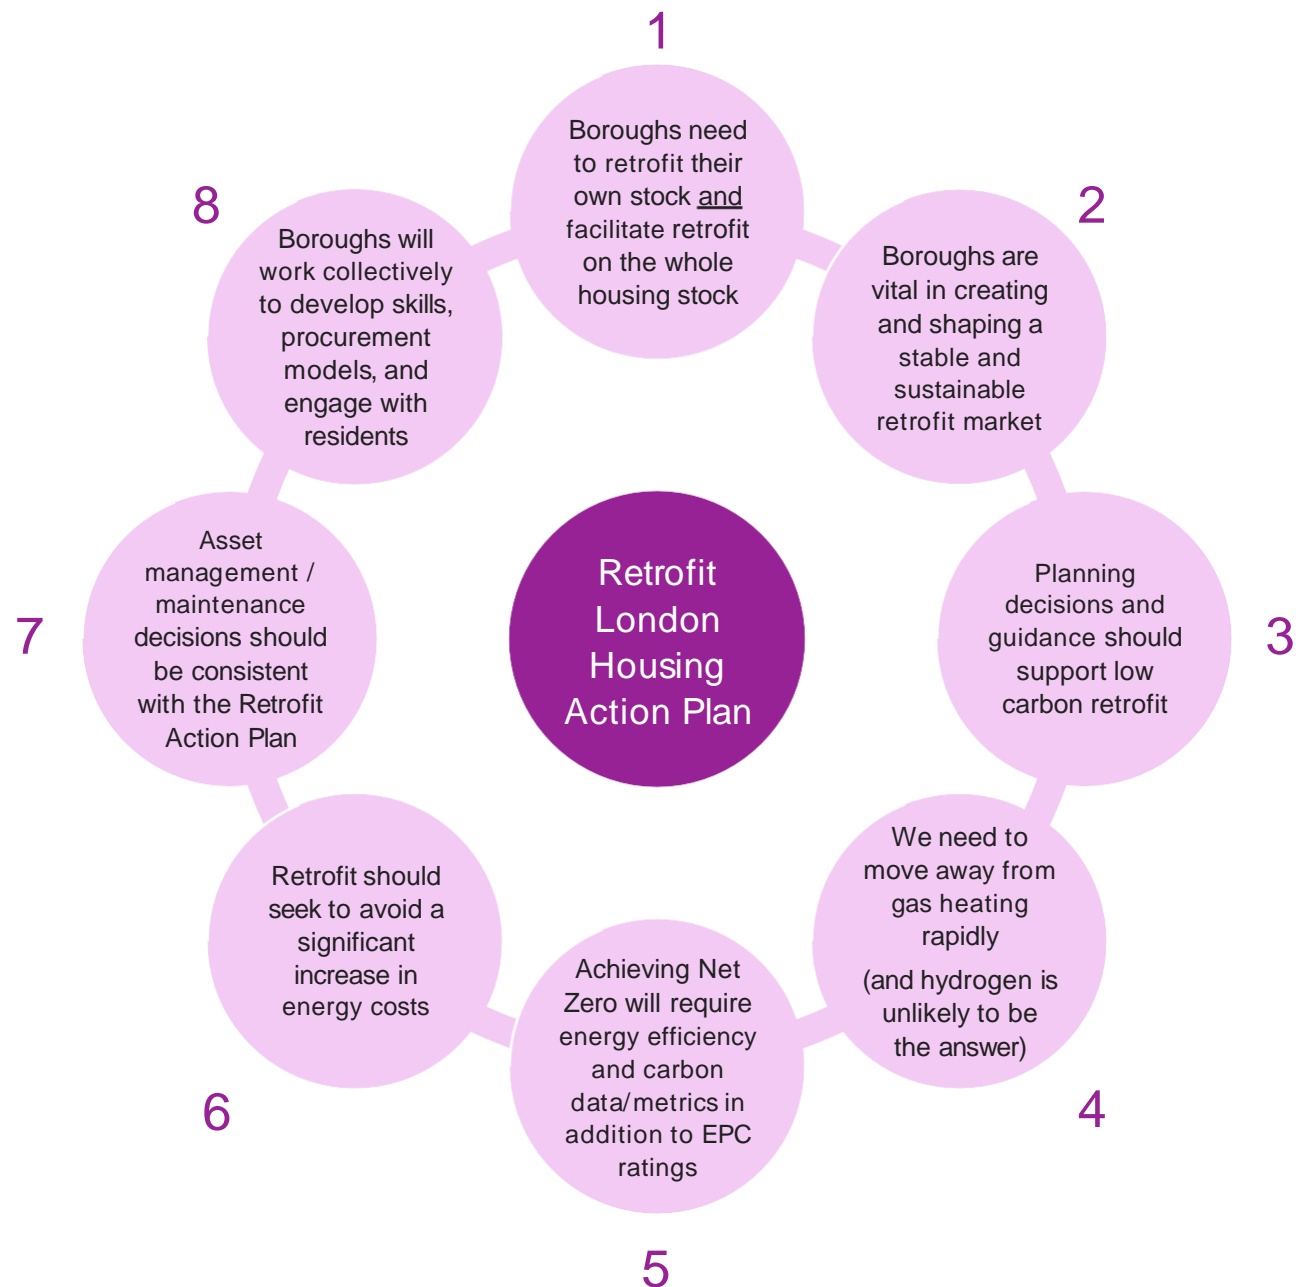 1
Boroughs need
to retrofit their
own stock and
facilitate retrofit
on the whole
housing stock
2
Boroughs are
vital in creating
and shaping a
stable and
sustainable
retrofit market
3
Planning
decisions and
guidance should
support low
carbon retrofit
4
We need to
move away from
gas heating
rapidly
(and hydrogen is
unlikely to be
the answer)
5
Achieving Net
Zero will require
energy efficiency
and carbon
data/metrics in
addition to EPC
ratings
6
Retrofit should
seek to avoid a
significant
increase in
energy costs
7
Asset
management /
maintenance
decisions should
be consistent
with the Retrofit
Action Plan
8
Boroughs will
work collectively
to develop skills,
procurement
models, and
engage with
residents
Retrofit
London
Housing
Action Plan